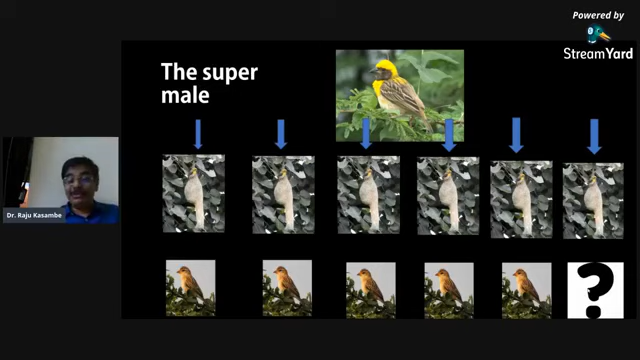 Powered by
StreamYard
The super
male
Dr. Raju Kasambe
?